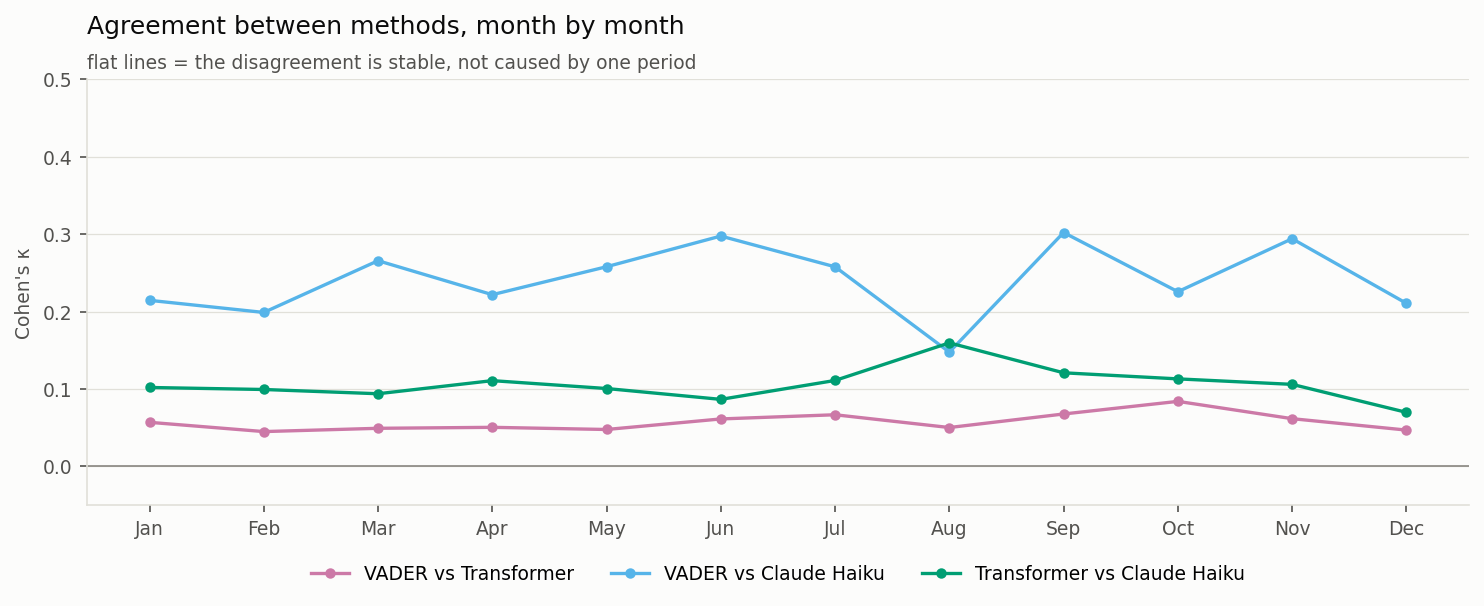 Agreement between methods, month by month
flat lines = the disagreement is stable, not caused by one period
Cohen's κ
0.5
0.4
0.3
0.2
0.1
0.0
Jan Feb Mar Apr May Jun Jul Aug Sep Oct Nov Dec
VADER vs Transformer VADER vs Claude Haiku Transformer vs Claude Haiku